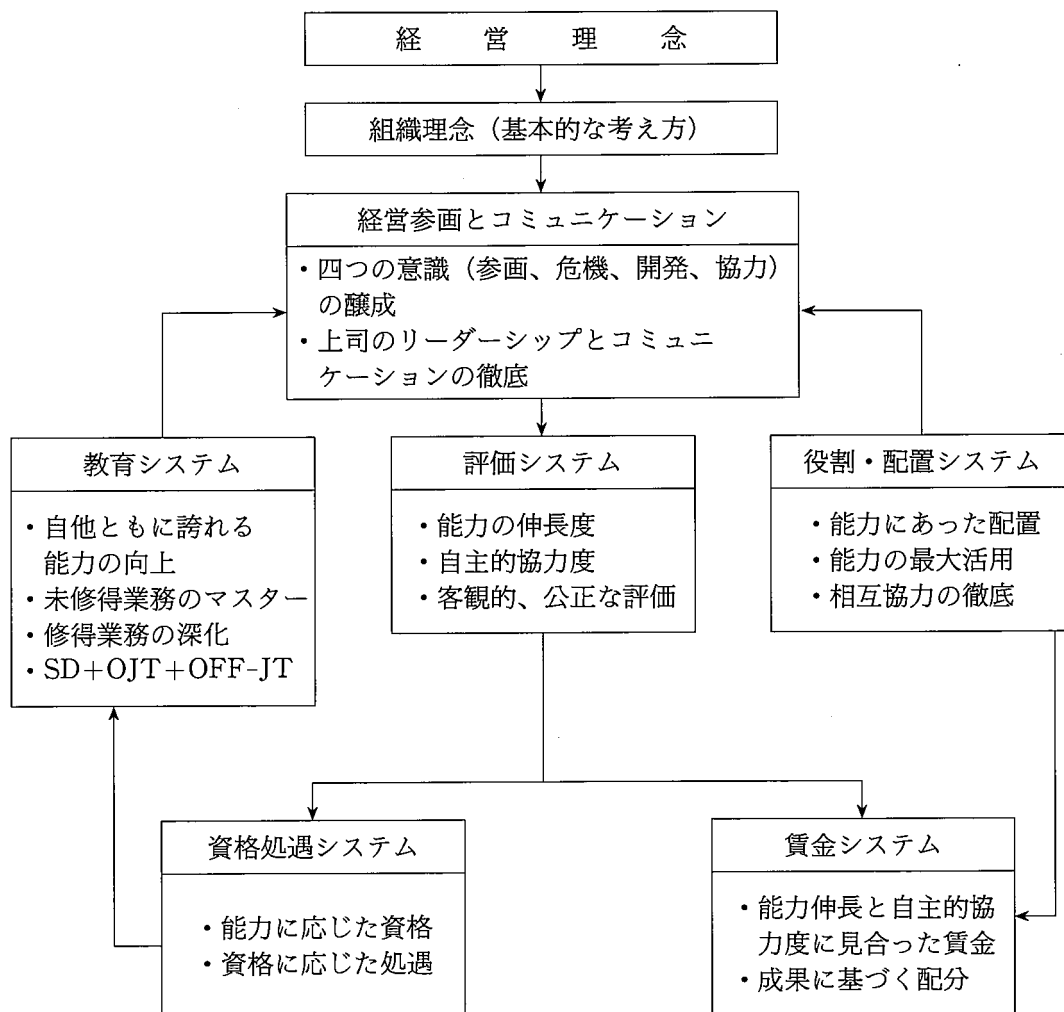 経営理念
組織理念（基本的な考え方）
経営参画とコミュニケーション
・四つの意識（参画、危機、開発、協力）
の醸成
・上司のリーダーシップとコミュニ
ケーションの徹底
教育システム
・自他ともに誇れる
能力の向上
・未修得業務のマスター
・修得業務の深化
・SD+OJT+OFF-JT
評価システム
・能力の伸長度
・自主的協力度
・客観的、公正な評価
役割・配置システム
・能力にあった配置
・能力の最大活用
・相互協力の徹底
資格処遇システム
・能力に応じた資格
・資格に応じた処遇
賃金システム
・能力伸長と自主的協
力度に見合った賃金
・成果に基づく配分